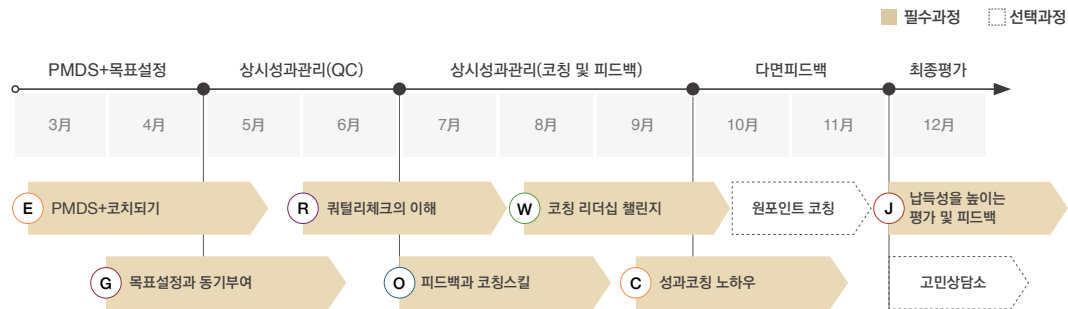 필수과정
선택과정
PMDS+목표설정
상시성과관리(QC)
상시성과관리(코칭 및 피드백)
다면피드백
최종평가
3月
4月
5月
6月
7月
8月
9月
10月
11月
12月
E PMDS+코치되기
R 쿼털리체크의 이해
W 코칭 리더십 챌린지
원포인트 코칭
J 납득성을 높이는
평가 및 피드백
G 목표설정과 동기부여
O 피드백과 코칭스킬
C 성과코칭 노하우
고민상담소